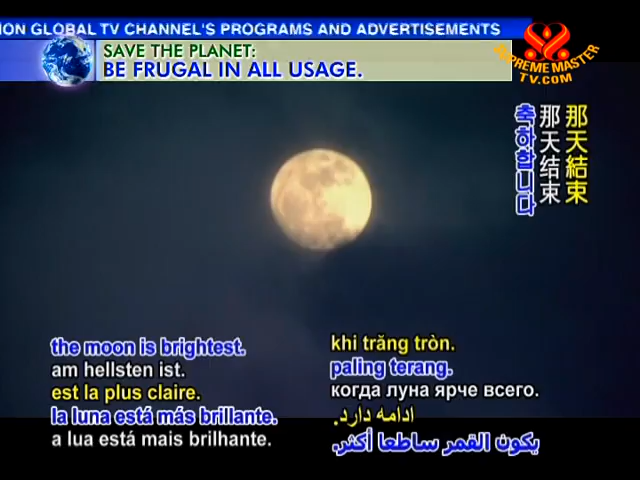 ION GLOBAL TV CHANNEL'S PROGRAMS AND ADVERTISEMENTS
SAVE THE PLANET:
BE FRUGAL IN ALL USAGE.
SUPREME MASTER
TV.COM
那天結束
那天结束
축하합니다
the moon is brightest.
am hellsten ist.
est la plus claire.
la luna está más brillante.
a lua está mais brilhante.
khi trăng tròn.
paling terang.
когда луна ярче всего.
ادامه دارد.
يكون القمر ساطعا أكثر.